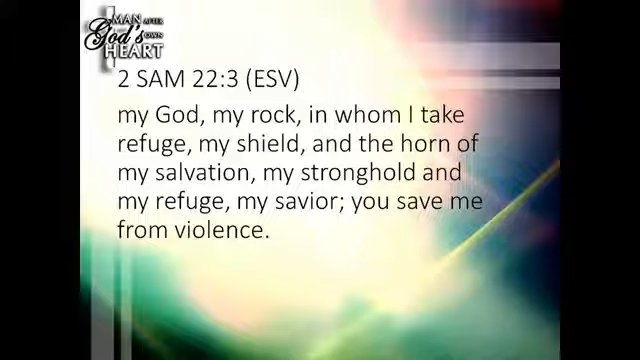 MAN AFTER
God's OWN
HEART
2 SAM 22:3 (ESV)
my God, my rock, in whom I take
refuge, my shield, and the horn of
my salvation, my stronghold and
my refuge, my savior; you save me
from violence.